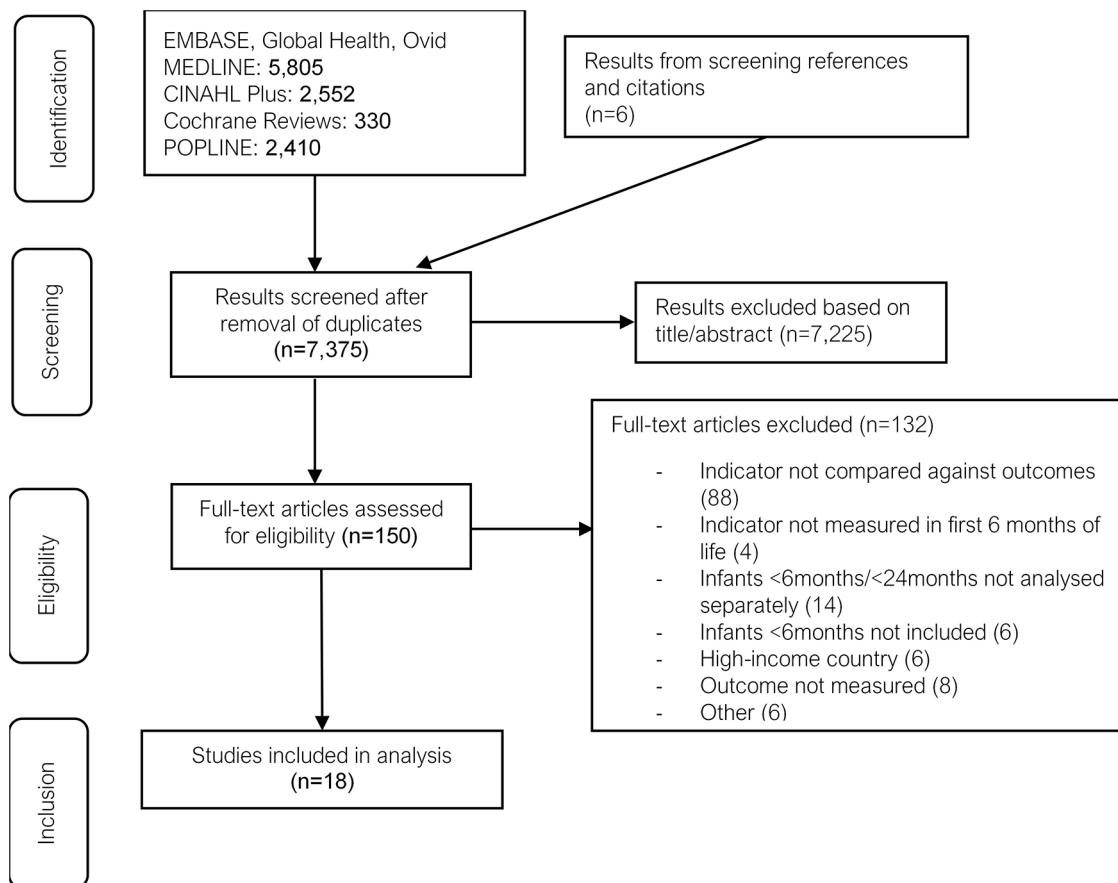 Identification
EMBASE, Global Health, Ovid
MEDLINE: 5,805
CINAHL Plus: 2,552
Cochrane Reviews: 330
POPLINE: 2,410
Results from screening references
and citations
(n=6)
Screening
Results screened after
removal of duplicates
(n=7,375)
Results excluded based on
title/abstract (n=7,225)
Eligibility
Full-text articles assessed
for eligibility (n=150)
Full-text articles excluded (n=132)
- Indicator not compared against outcomes
(88)
- Indicator not measured in first 6 months of
life (4)
- Infants <6months/<24months not analysed
separately (14)
- Infants <6months not included (6)
- High-income country (6)
- Outcome not measured (8)
- Other (6)
Inclusion
Studies included in analysis
(n=18)